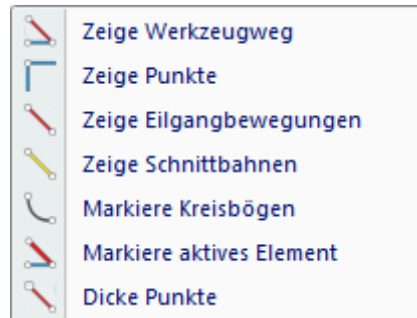 Zeige Werkzeugweg
Zeige Punkte
Zeige Eilgangbewegungen
Zeige Schnittbahnen
Markiere Kreisbögen
Markiere aktives Element
Dicke Punkte